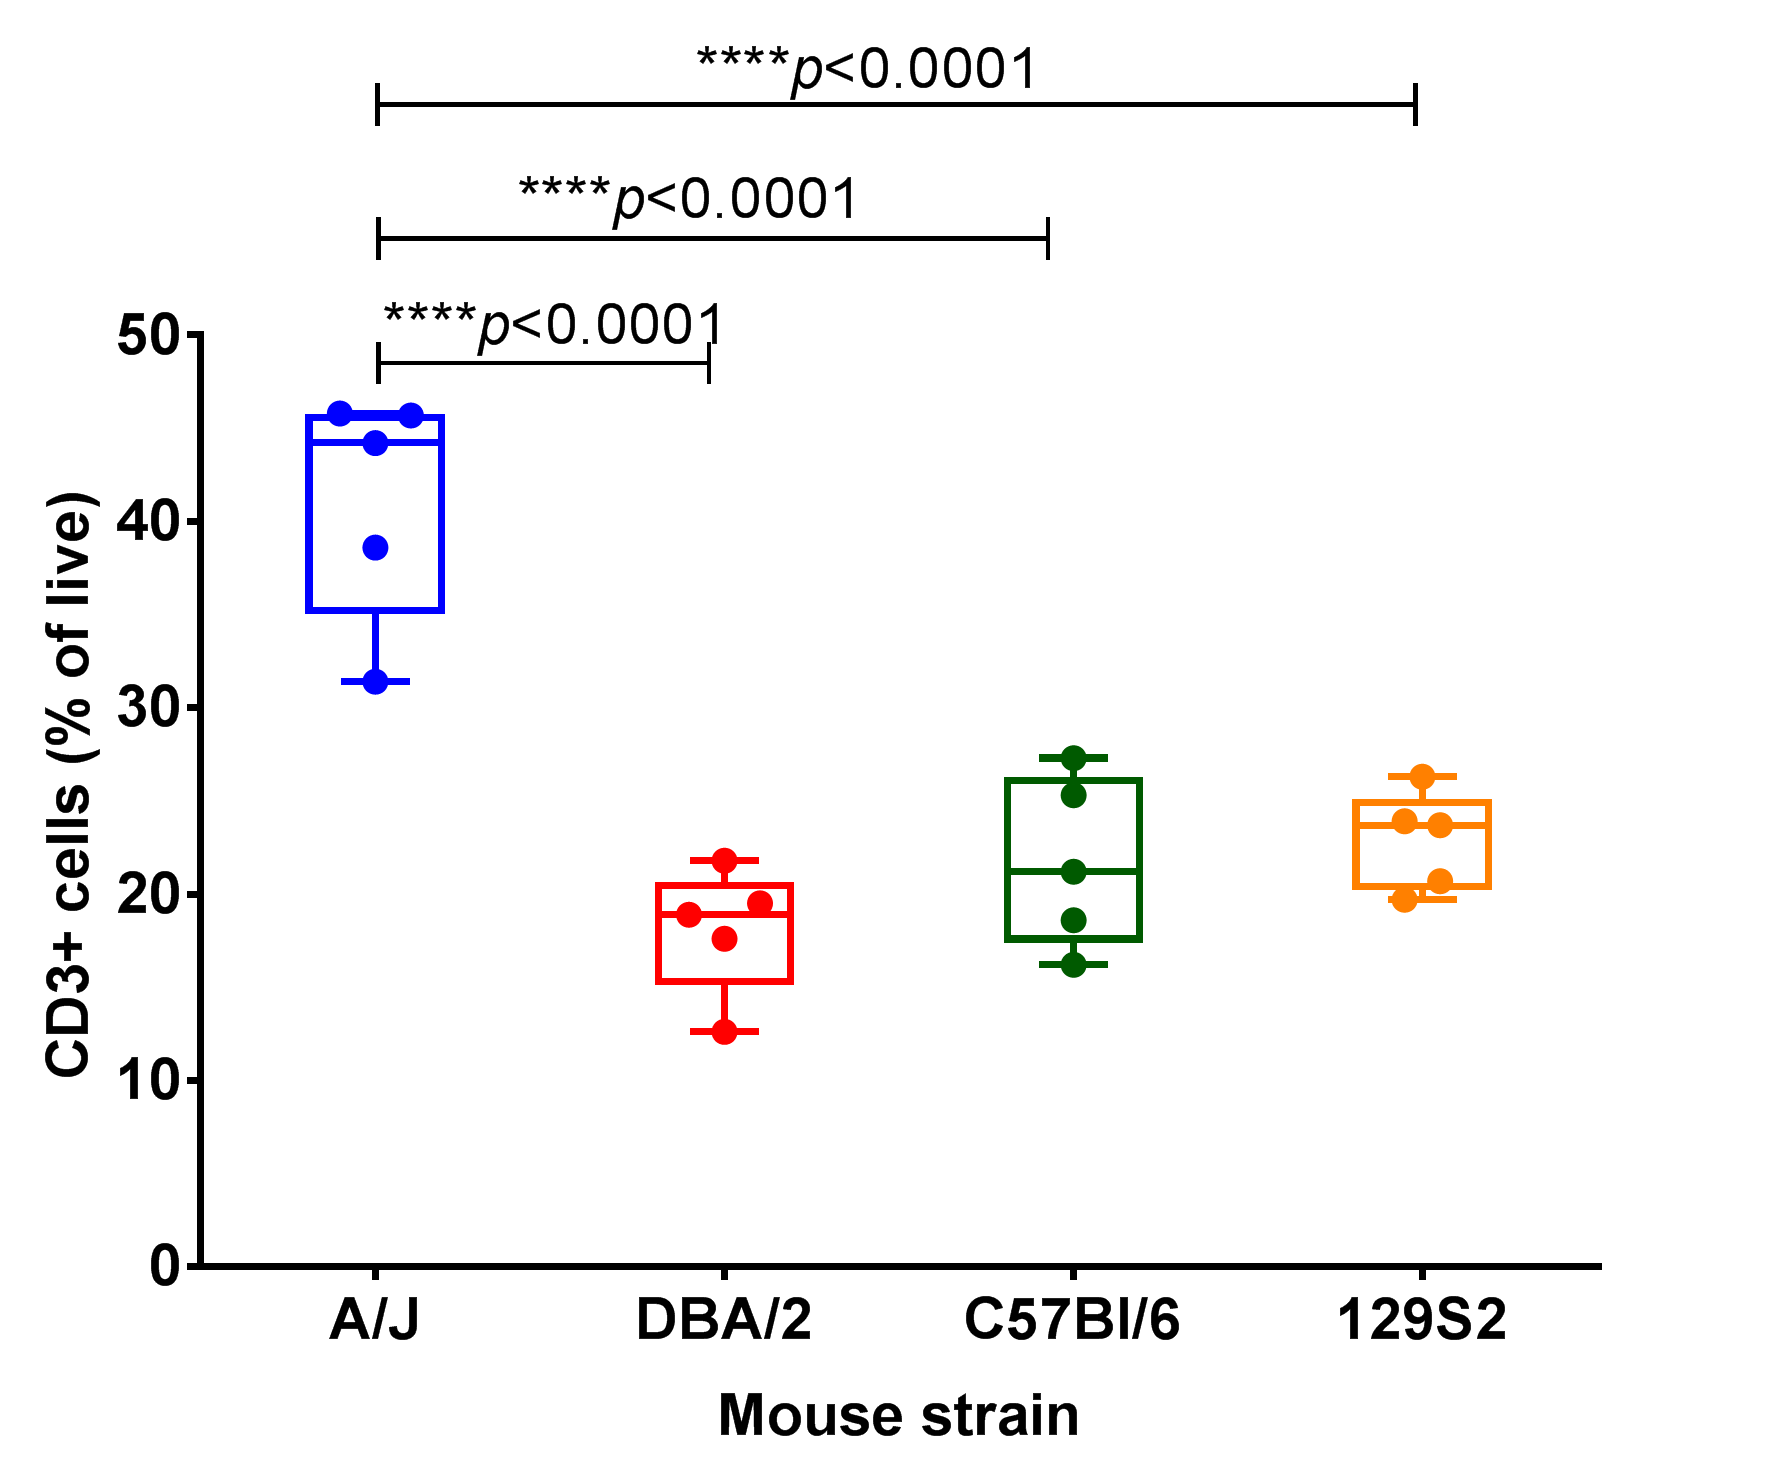 ****p<0.0001
****p<0.0001
****p<0.0001
50
40
30
20
10
0
CD3+ cells (% of live)
A/J DBA/2 C57Bl/6 129S2
Mouse strain